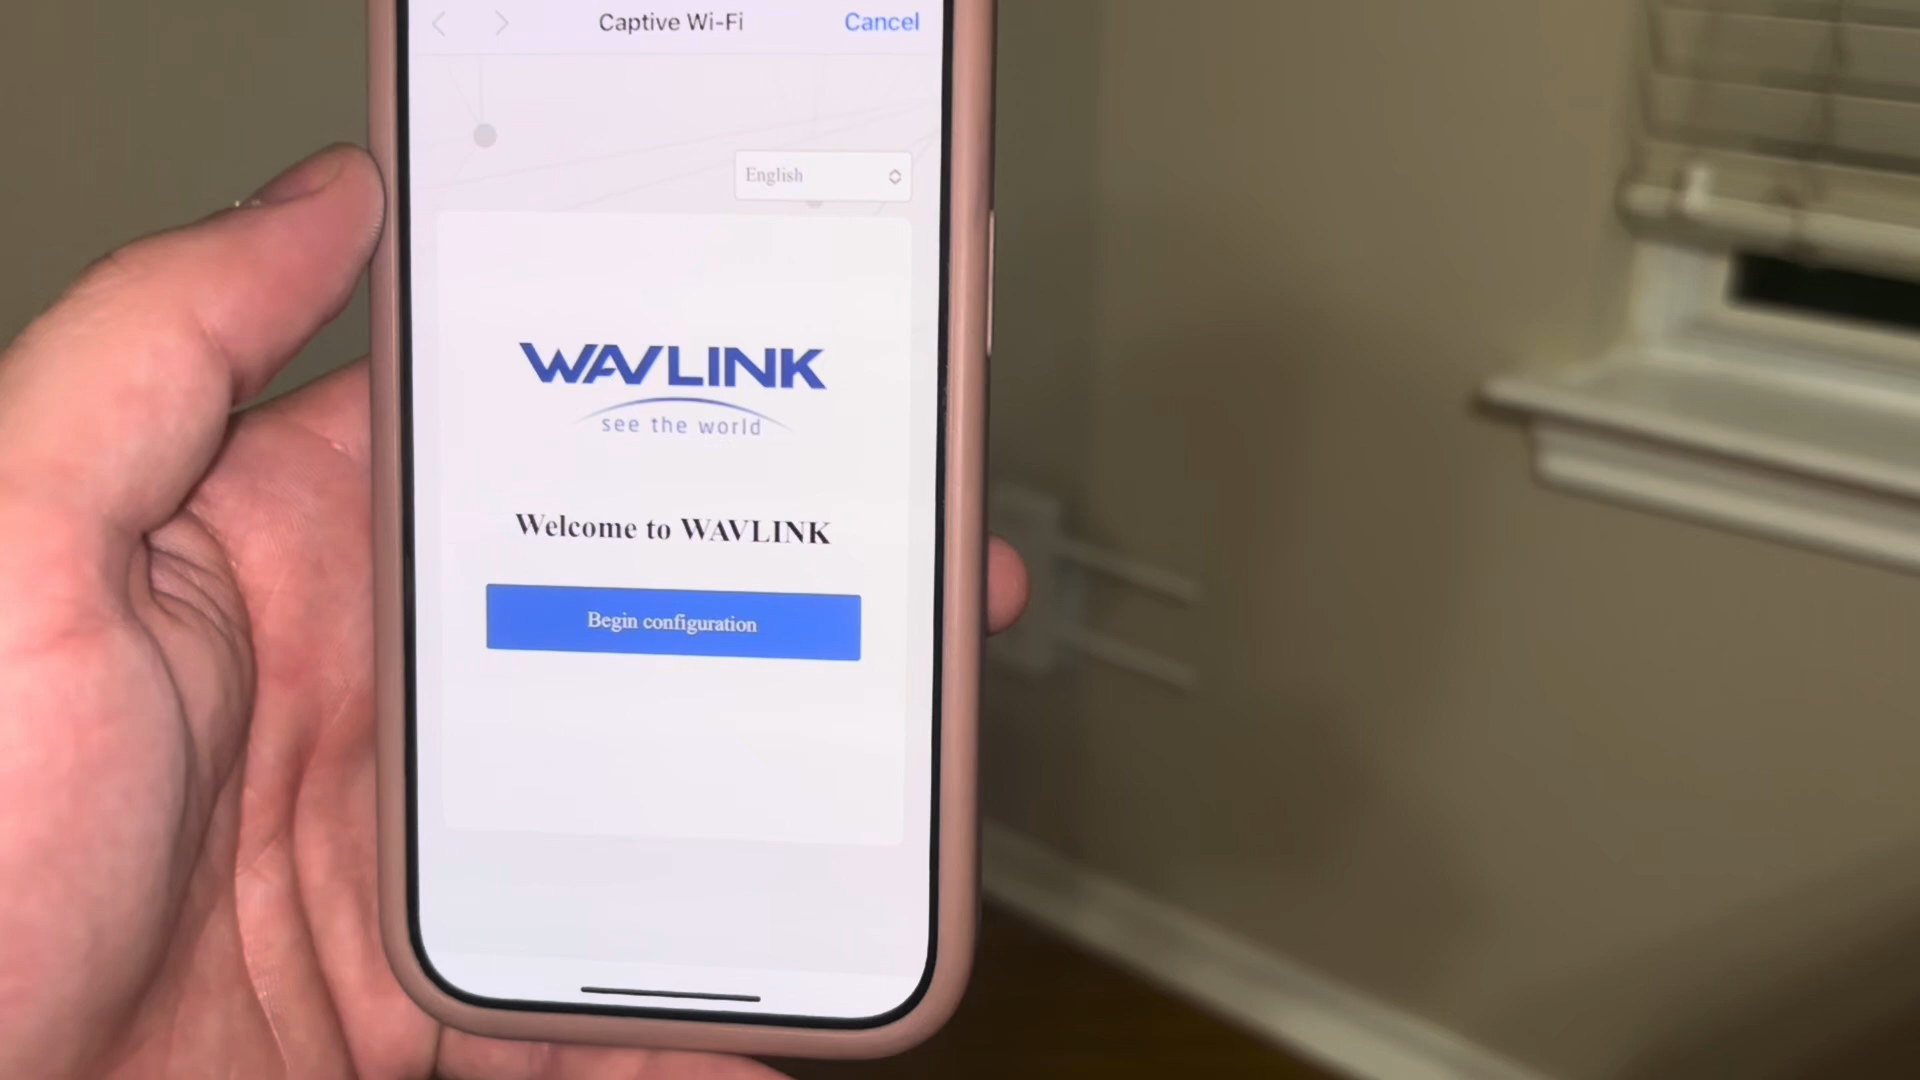 Captive Wi-Fi
Cancel
English
WAVLINK
see the world
Welcome to WAVLINK
Begin configuration